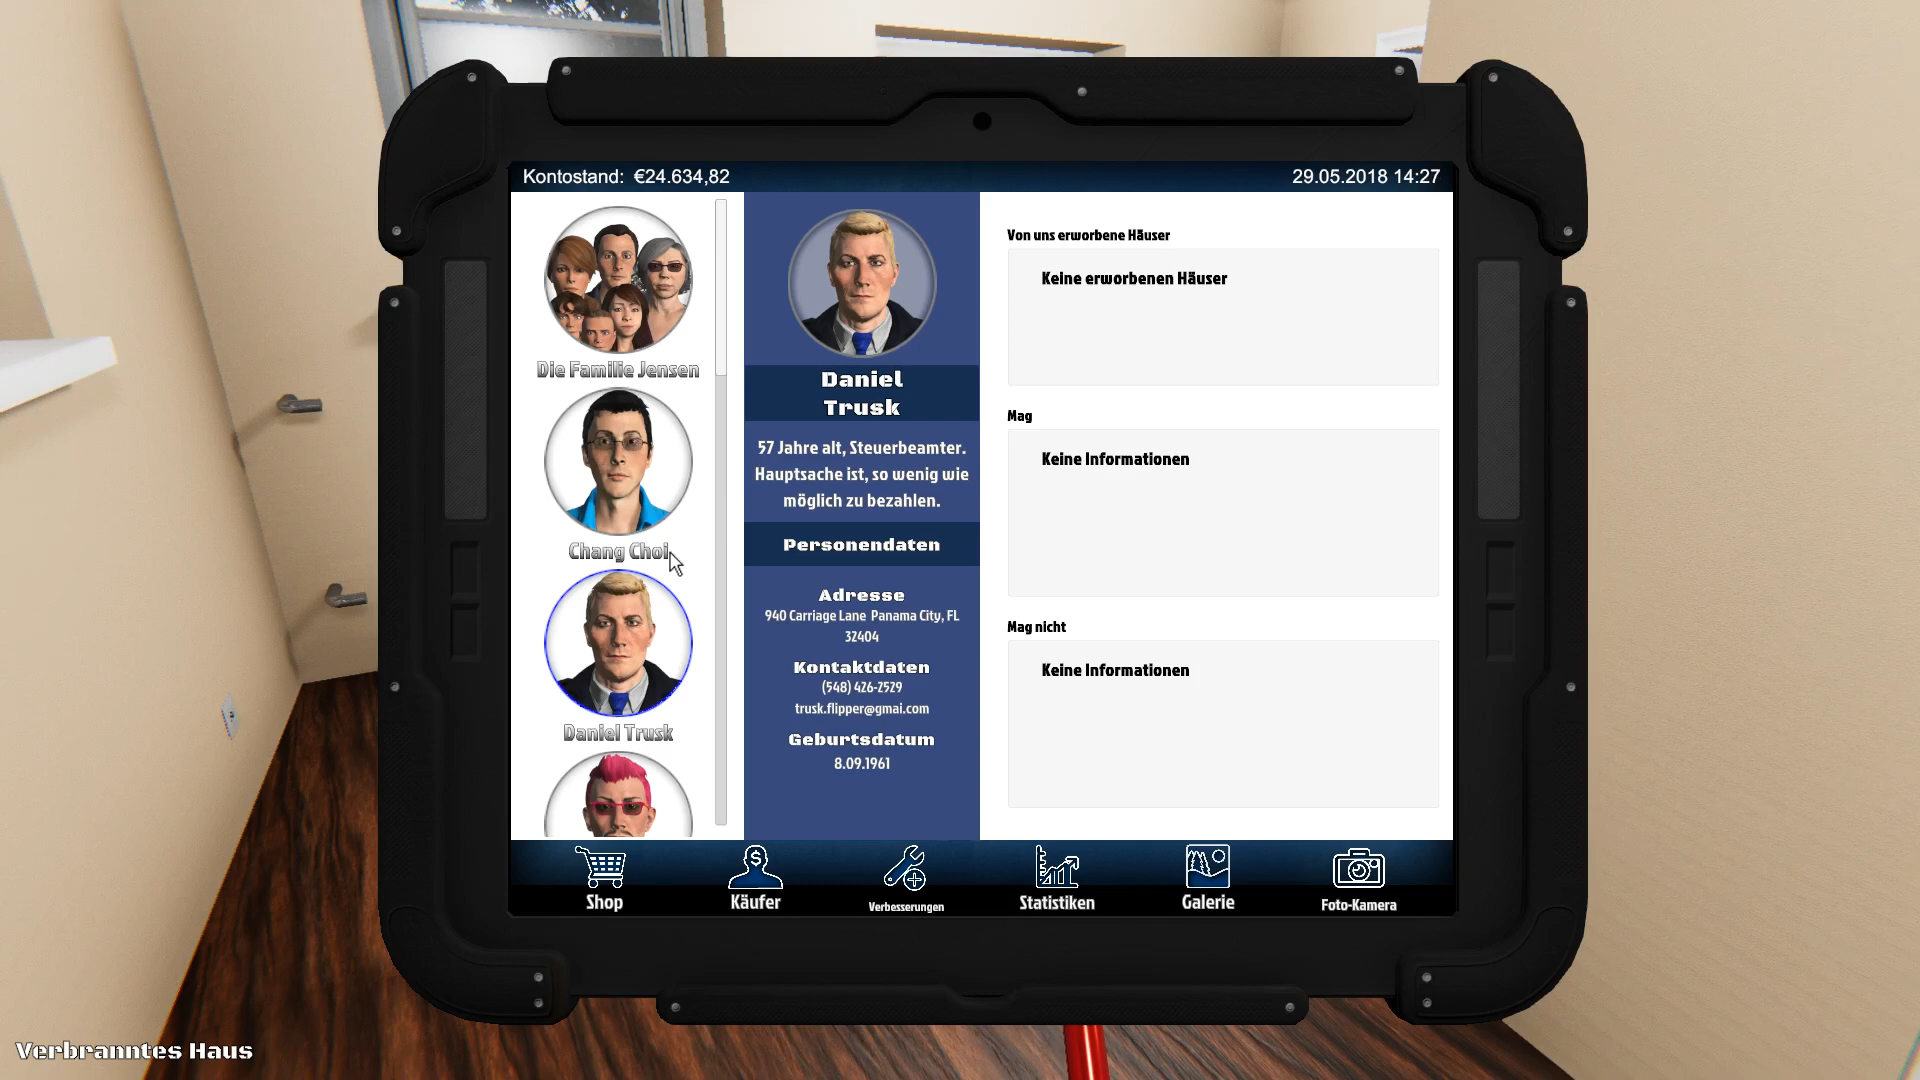 Kontostand: €24.634,82
29.05.2018 14:27
Die Familie Jensen
Chang Choi
Daniel Trusk
Daniel
Trusk
57 Jahre alt, Steuerbeamter.
Hauptsache ist, so wenig wie
möglich zu bezahlen.
Personendaten
Adresse
940 Carriage Lane Panama City, FL
32404
Kontaktdaten
(548) 426-2529
trusk.flipper@gmai.com
Geburtsdatum
8.09.1961
Von uns erworbene Häuser
Keine erworbenen Häuser
Mag
Keine Informationen
Mag nicht
Keine Informationen
Shop
Käufer
Verbesserungen
Statistiken
Galerie
Foto-Kamera
Verbranntes Haus